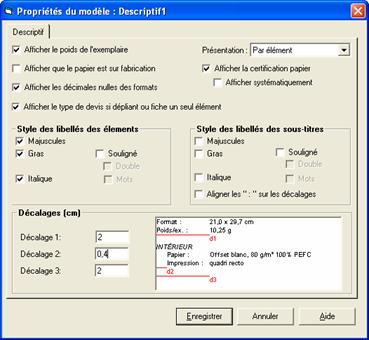 Propriétés du modèle : Descriptif1
Descriptif
Afficher le poids de l'exemplaire
Présentation : Par élément
Afficher que le papier est sur fabrication
Afficher la certification papier
Afficher systématiquement
Afficher les décimales nulles des formats
Afficher le type de devis si dépliant ou fiche un seul élément
Style des libellés des élements
Majuscules
Gras
Souligné
Double
Italique
Mots
Style des libellés des sous-titres
Majuscules
Gras
Souligné
Double
Italique
Mots
Aligner les " : " sur les décalages
Décalages (cm)
Décalage 1: 2
Décalage 2: 0,4
Décalage 3: 2
Format : 21,0 x 29,7 cm
Poids/ex. : 10,25 g
d1
INTÉRIEUR
Papier : Offset blanc, 80 g/m² 100% PEFC
Impression : quadri recto
d2
d3
Enregistrer Annuler Aide